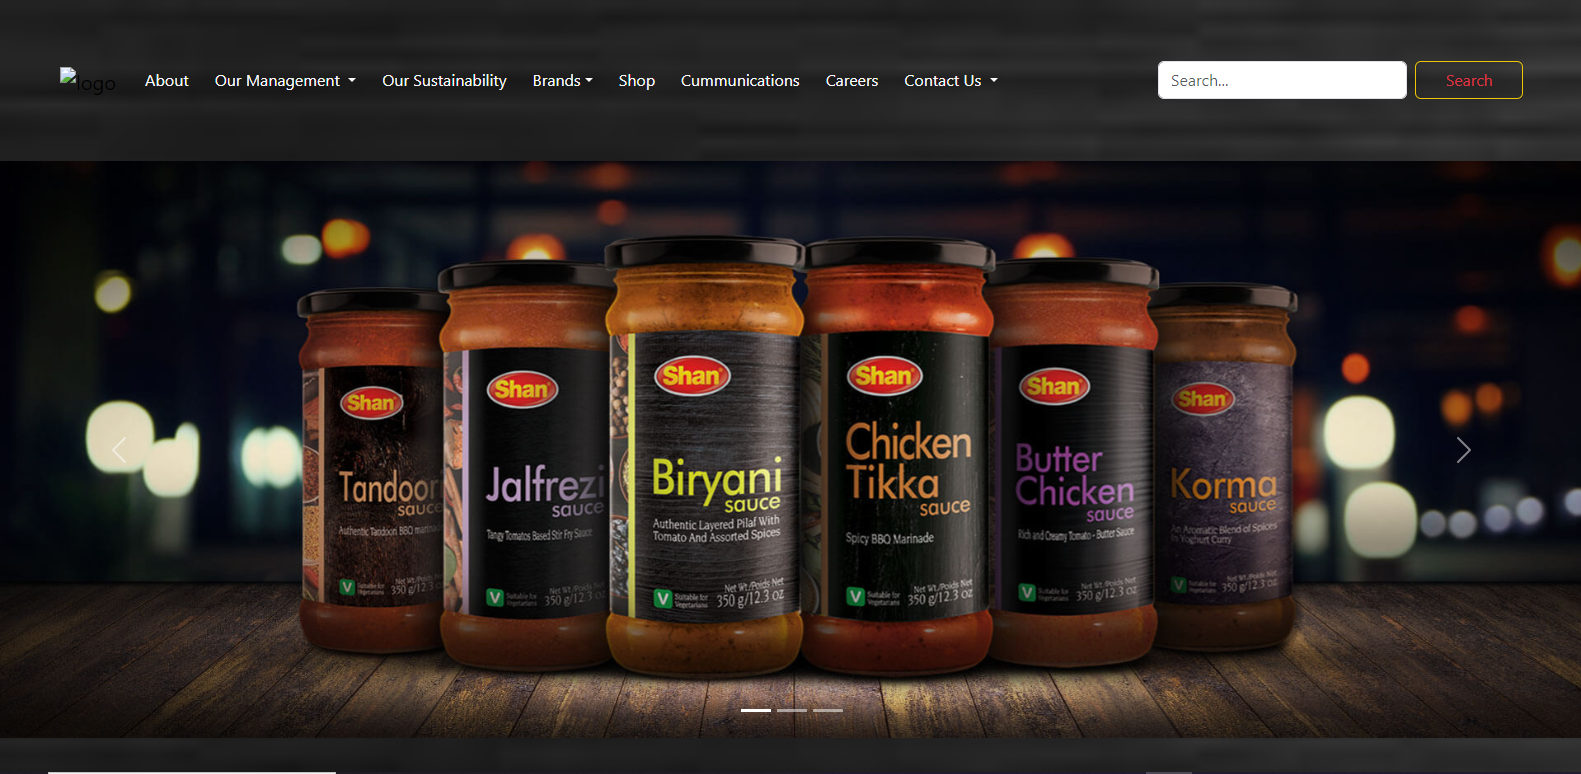 logo
About
Our Management
Our Sustainability
Brands
Shop
Cummunications
Careers
Contact Us
Search...
Search
Shan
Tandoori
Authentic Tandoori BBQ marinade
V Suitable for
Vegetarians
Net Wt./Poids Net
350 g/12.3 oz
Shan
Jalfrezi
sauce
Tangy Tomatos Based Stir Fry Sauce
V Suitable for
Vegetarians
Net Wt./Poids Net
350 g/12.3 oz
Shan
Biryani
sauce
Authentic Layered Pilaf With
Tomato And Assorted Spices
V Suitable for
Vegetarians
Net Wt./Poids Net
350 g/12.3 oz
Shan
Chicken
Tikka
sauce
Spicy BBQ Marinade
V Suitable for
Vegetarians
Net Wt./Poids Net
350 g/12.3 oz
Shan
Butter
Chicken
sauce
Rich and Creamy Tomato - Butter Sauce
V Suitable for
Vegetarians
Net Wt./Poids Net
350 g/12.3 oz
Shan
Korma
sauce
An Aromatic Blend of Spices
in Yoghurt Curry
V Suitable for
Vegetarians
Net Wt./Poids Net
350 g/12.3 oz